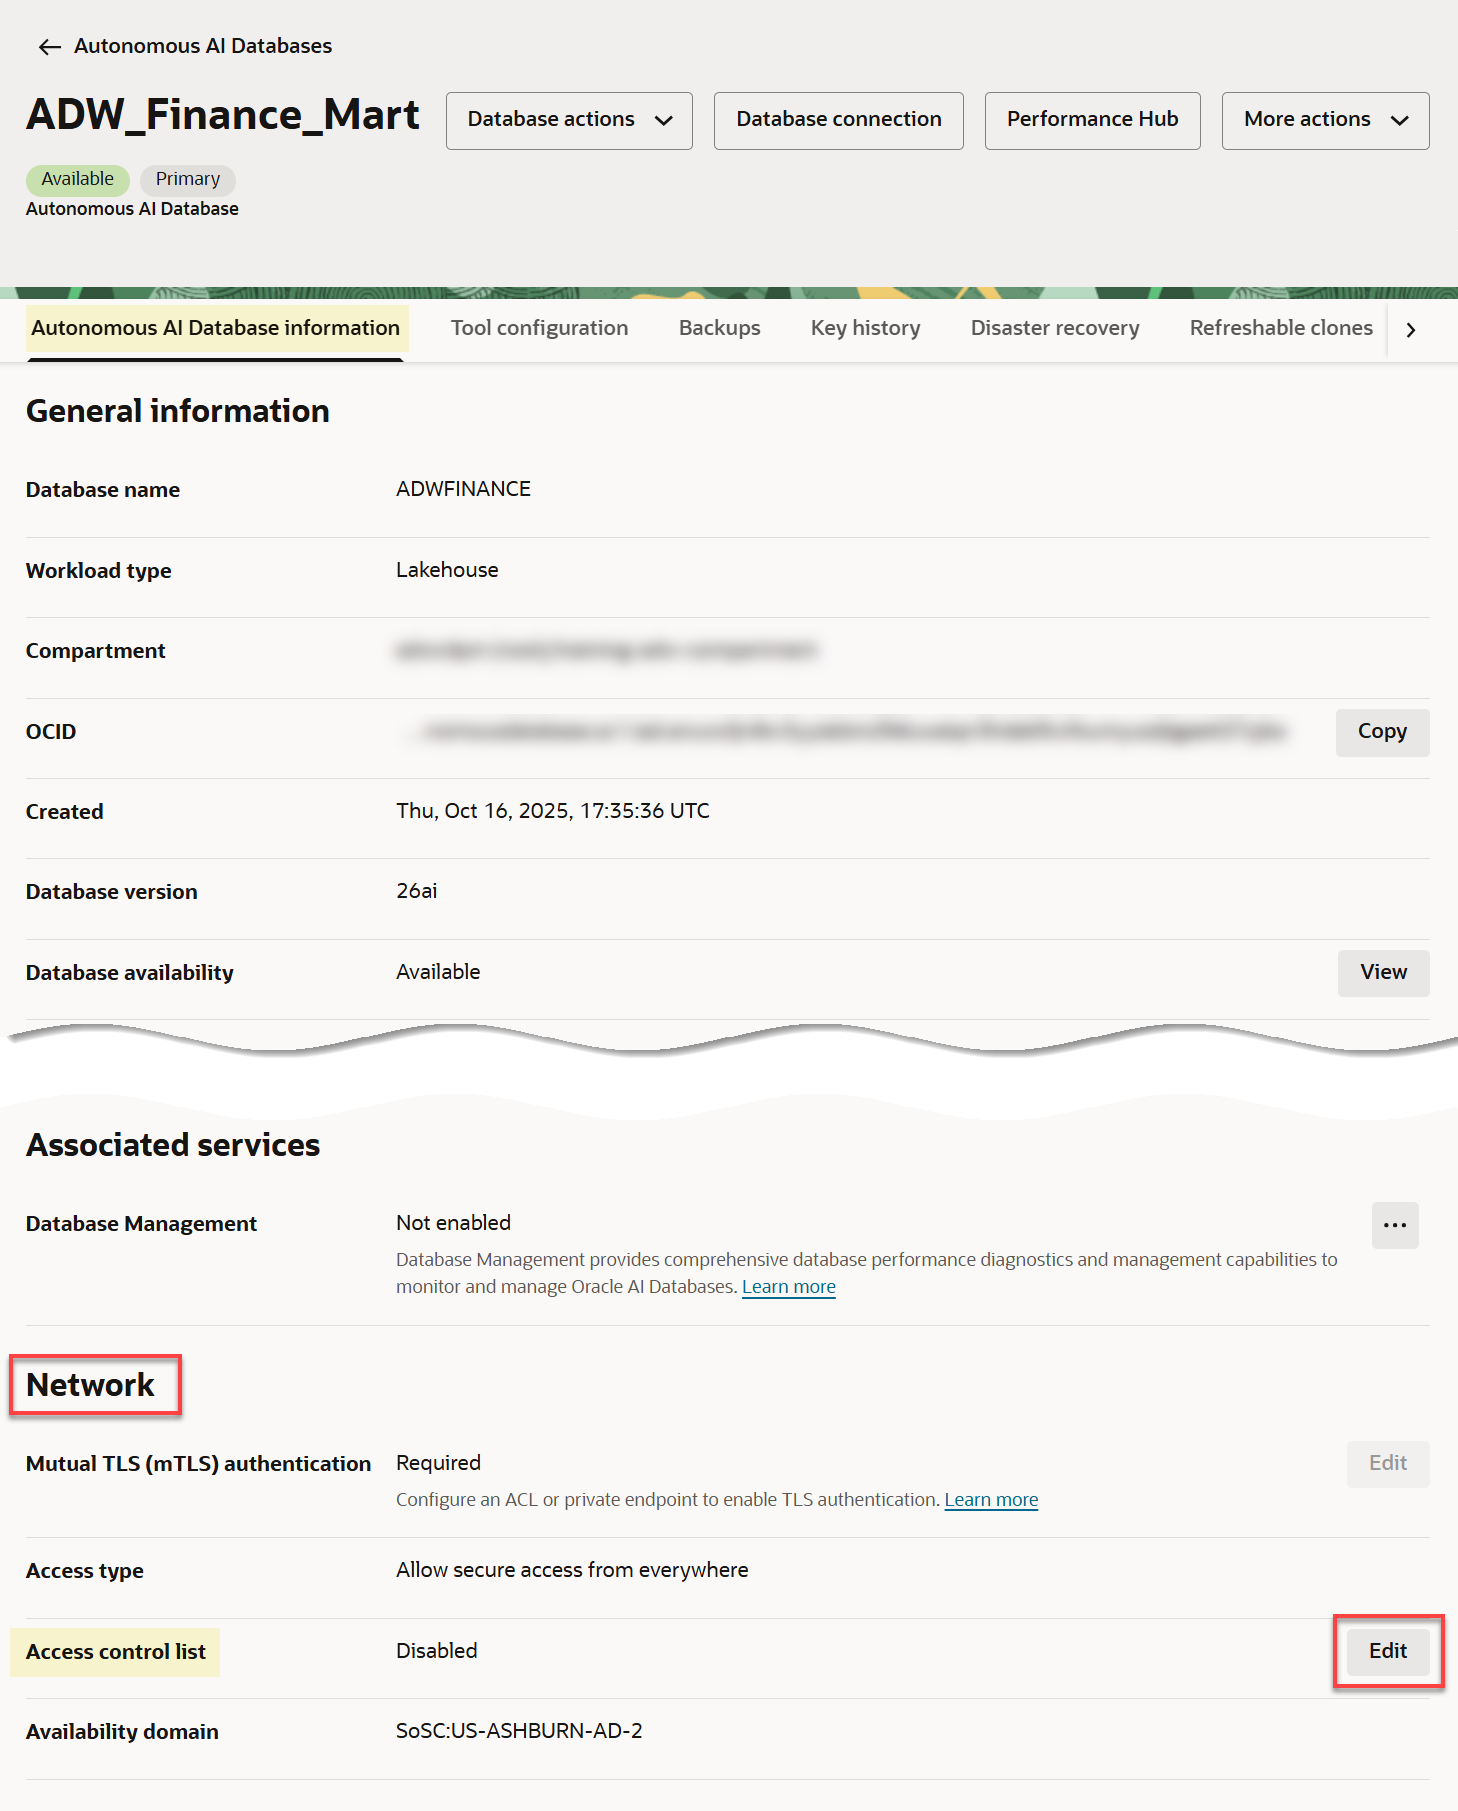 Autonomous AI Databases
ADW_Finance_Mart
Database actions
Database connection
Performance Hub
More actions
Available
Primary
Autonomous AI Database
Autonomous AI Database information
Tool configuration
Backups
Key history
Disaster recovery
Refreshable clones
General information
Database name
ADWFINANCE
Workload type
Lakehouse
Compartment
OCID
Copy
Created
Thu, Oct 16, 2025, 17:35:36 UTC
Database version
26ai
Database availability
Available
View
Associated services
Database Management
Not enabled
Database Management provides comprehensive database performance diagnostics and management capabilities to
monitor and manage Oracle AI Databases. Learn more
Network
Mutual TLS (mTLS) authentication
Required
Edit
Configure an ACL or private endpoint to enable TLS authentication. Learn more
Access type
Allow secure access from everywhere
Access control list
Disabled
Edit
Availability domain
SoSC:US-ASHBURN-AD-2